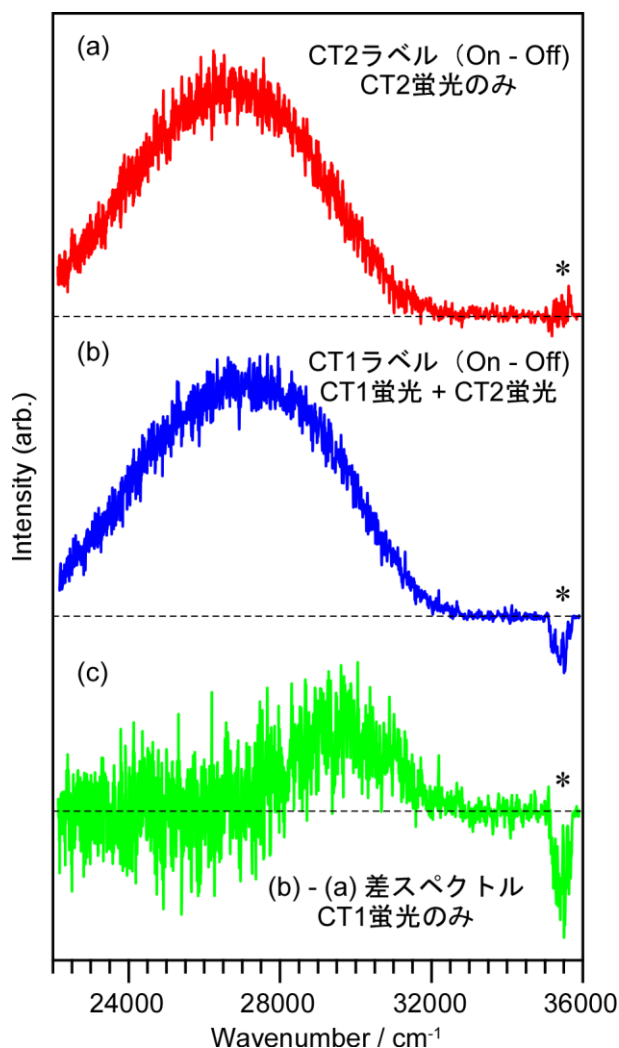 (a)
CT2ラベル（On - Off)
CT2蛍光のみ
*
(b)
CT1ラベル（On - Off)
CT1蛍光 + CT2蛍光
*
(c)
*
(b) - (a) 差スペクトル
CT1蛍光のみ
Intensity (arb.)
24000 28000 32000 36000
Wavenumber / cm⁻¹